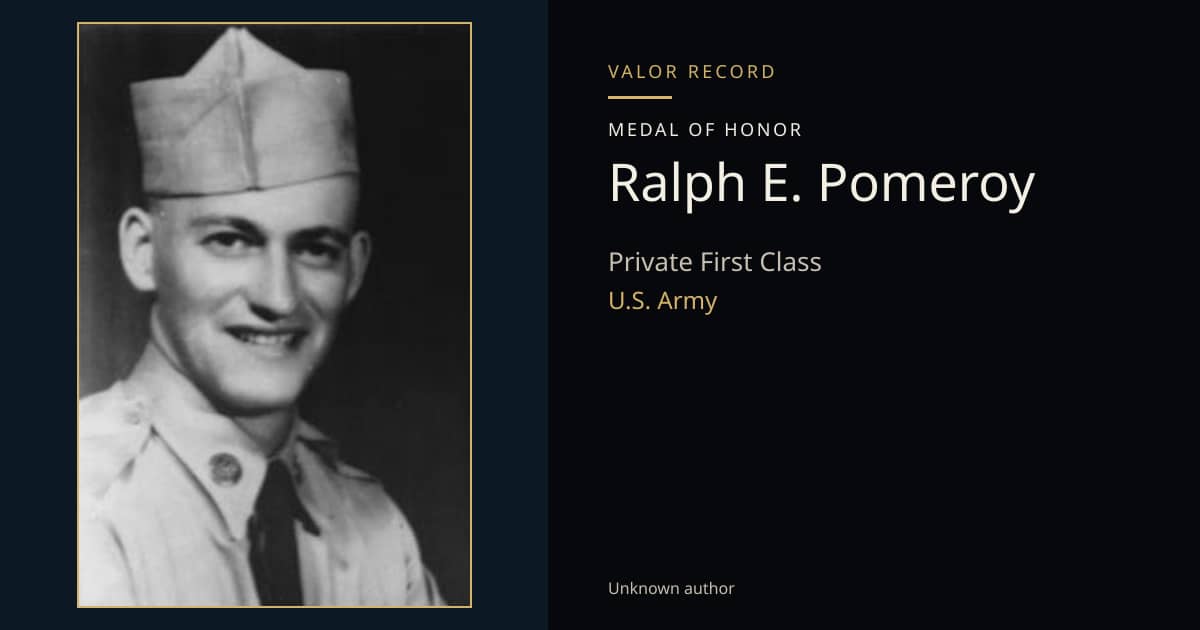 VALOR RECORD
MEDAL OF HONOR
Ralph E. Pomeroy
Private First Class
U.S. Army
Unknown author